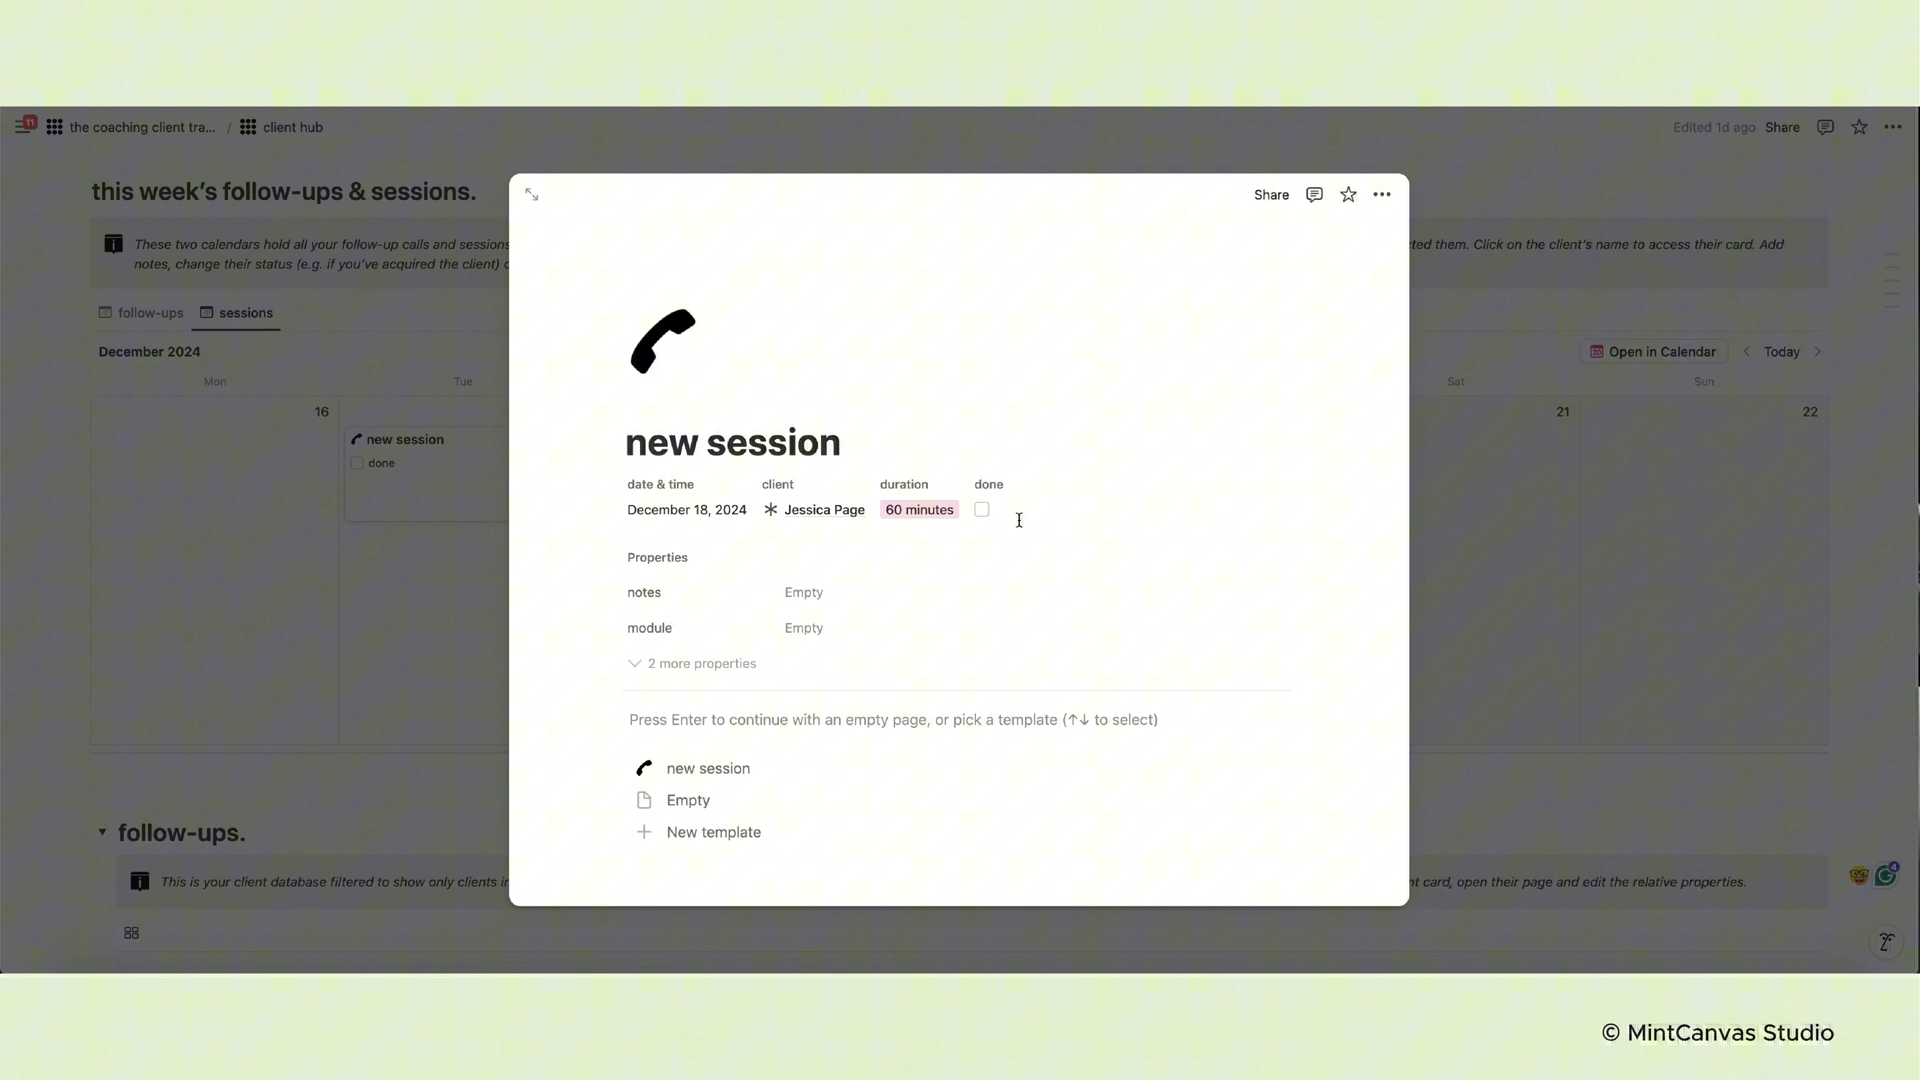 11
the coaching client tra... / client hub
Edited 1d ago Share
this week's follow-ups & sessions.
These two calendars hold all your follow-up calls and sessions
cted them. Click on the client's name to access their card. Add
notes, change their status (e.g. if you've acquired the client)
follow-ups sessions
December 2024
Open in Calendar Today
Mon Tue Sat Sun
16 21 22
new session
done
Share
new session
date & time client duration done
December 18, 2024 Jessica Page 60 minutes
Properties
notes Empty
module Empty
2 more properties
Press Enter to continue with an empty page, or pick a template (↑↓ to select)
new session
Empty
New template
follow-ups.
This is your client database filtered to show only clients i
nt card, open their page and edit the relative properties.
4
© MintCanvas Studio